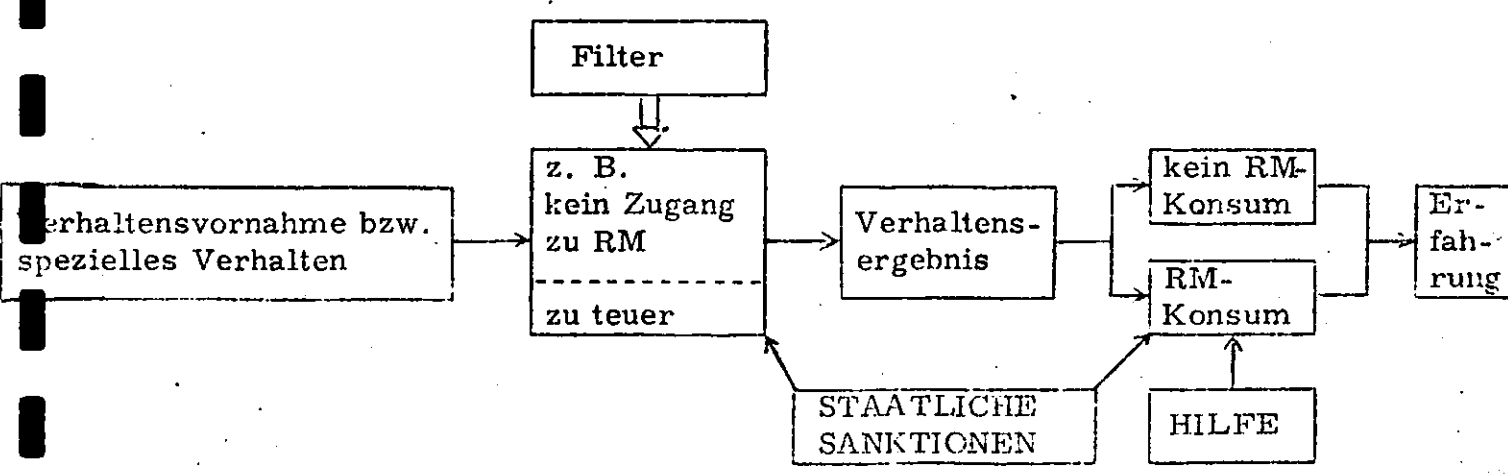 Filter
z. B.
kein Zugang
zu RM
zu teuer
Verhaltensvornahme bzw.
spezielles Verhalten
Verhaltens-
ergebnis
kein RM-
Konsum
RM-
Konsum
Er-
fah-
rung
STAATLICHE
SANKTIONEN
HILFE